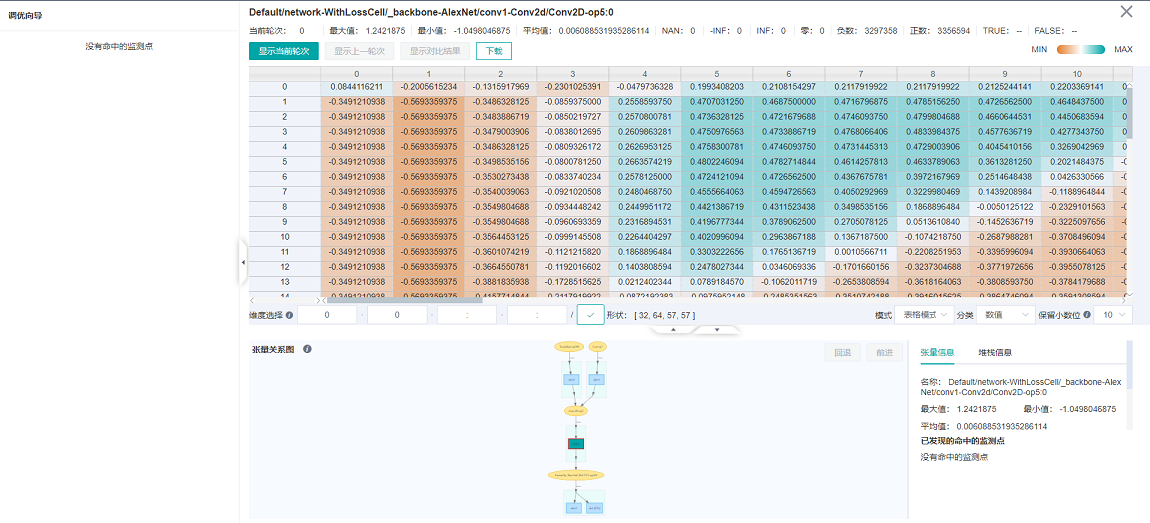 调优向导
没有命中的监测点
Default/network-WithLossCell/_backbone-AlexNet/conv1-Conv2d/Conv2D-op5:0
当前轮次： 0 最大值： 1.2421875 最小值： -1.0498046875 平均值： 0.006088531935286114 NAN： 0 -INF： 0 INF： 0 零： 0 负数： 3297358 正数： 3356594 TRUE： -- FALSE： --
显示当前轮次 显示上一轮次 显示对比结果 下载 MIN MAX
0 1 2 3 4 5 6 7 8 9 10
0 0.0844116211 -0.2005615234 -0.1315917969 -0.2301025391 -0.0479736328 0.1993408203 0.2108154297 0.2117919922 0.2117919922 0.2125244141 0.2203369141 0
1 -0.3491210938 -0.5693359375 -0.3486328125 -0.0859375000 0.2558593750 0.4707031250 0.4687500000 0.4716796875 0.4785156250 0.4726562500 0.4648437500 0
2 -0.3491210938 -0.5693359375 -0.3483886719 -0.0850219727 0.2570800781 0.4736328125 0.4721679688 0.4746093750 0.4799804688 0.4660644531 0.4450683594 0
3 -0.3491210938 -0.5693359375 -0.3479003906 -0.0838012695 0.2609863281 0.4750976563 0.4733886719 0.4768066406 0.4833984375 0.4577636719 0.4277343750 0
4 -0.3491210938 -0.5693359375 -0.3486328125 -0.0809326172 0.2626953125 0.4758300781 0.4746093750 0.4731445313 0.4729003906 0.4045410156 0.3269042969 0
5 -0.3491210938 -0.5693359375 -0.3498535156 -0.0780781250 0.2663574219 0.4802246094 0.4782714844 0.4614257813 0.4633789063 0.3613281250 0.2021484375 -0
6 -0.3491210938 -0.5693359375 -0.3530273438 -0.0833740234 0.2578125000 0.4724121094 0.4726562500 0.4367675781 0.3972167969 0.2514648438 0.0426330566 -0
7 -0.3491210938 -0.5693359375 -0.3540039063 -0.0921020508 0.2480468750 0.4555664063 0.4594726563 0.4050292969 0.3229980469 0.1439208984 -0.1188964844 -0
8 -0.3491210938 -0.5693359375 -0.3549804688 -0.0934448242 0.2449951172 0.4421386719 0.4311523438 0.3498535156 0.1868896484 -0.0050125122 -0.2329101563 -0
9 -0.3491210938 -0.5693359375 -0.3549804688 -0.0960693359 0.2316894531 0.4196777344 0.3789062500 0.2705078125 0.0513610840 -0.1452636719 -0.3225097656 -0
10 -0.3491210938 -0.5693359375 -0.3564453125 -0.0999145508 0.2264404297 0.4020996094 0.2963867188 0.1367187500 -0.1074218750 -0.2687988281 -0.3708496094 -0
11 -0.3491210938 -0.5693359375 -0.3601074219 -0.1121215820 0.1868896484 0.3330322656 0.1765136719 0.0010566711 -0.2208251953 -0.3395996094 -0.3930664063 -0
12 -0.3491210938 -0.5693359375 -0.3664550781 -0.1192016602 0.1403808594 0.2478027344 0.0346069336 -0.1701660156 -0.3237304688 -0.3771972656 -0.3955078125 -0
13 -0.3491210938 -0.5693359375 -0.3881835938 -0.1728515625 0.0212402344 0.0789184570 -0.1062011719 -0.2653808594 -0.3618164063 -0.3808593750 -0.3784179688 -0
维度选择 0 0 : : / 形状： [ 32, 64, 57, 57 ] 模式 表格模式 分类 数值 保留小数位 10
张量关系图 回退 前进 张量信息 堆栈信息
名称： Default/network-WithLossCell/_backbone-Alex
Net/conv1-Conv2d/Conv2D-op5:0
最大值： 1.2421875 最小值： -1.0498046875
平均值： 0.006088531935286114
已发现的命中的监测点
没有命中的监测点